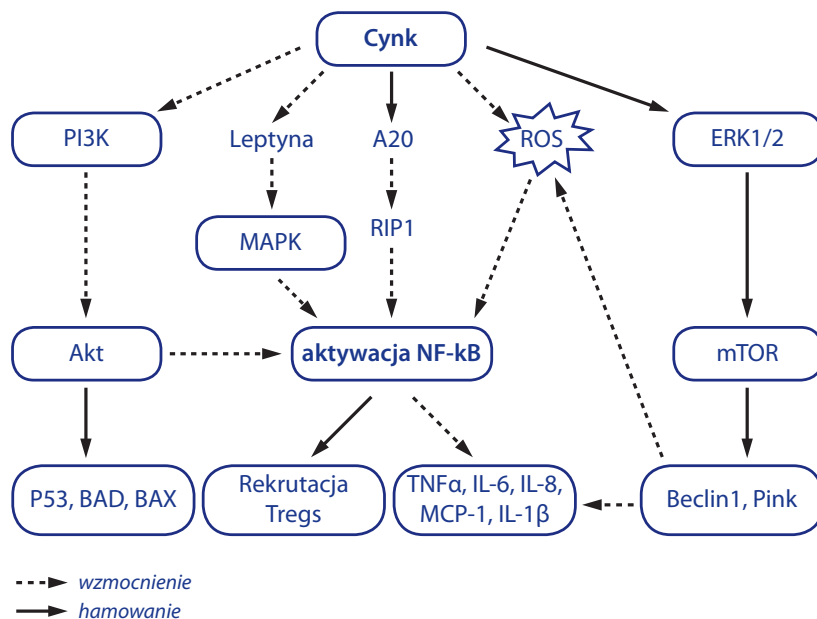 Cynk
PI3K
Leptyna
A20
ROS
ERK1/2
MAPK
RIP1
Akt
aktywacja NF-kB
mTOR
P53, BAD, BAX
Rekrutacja
Tregs
TNFα, IL-6, IL-8,
MCP-1, IL-1β
Beclin1, Pink
wzmocnienie
hamowanie